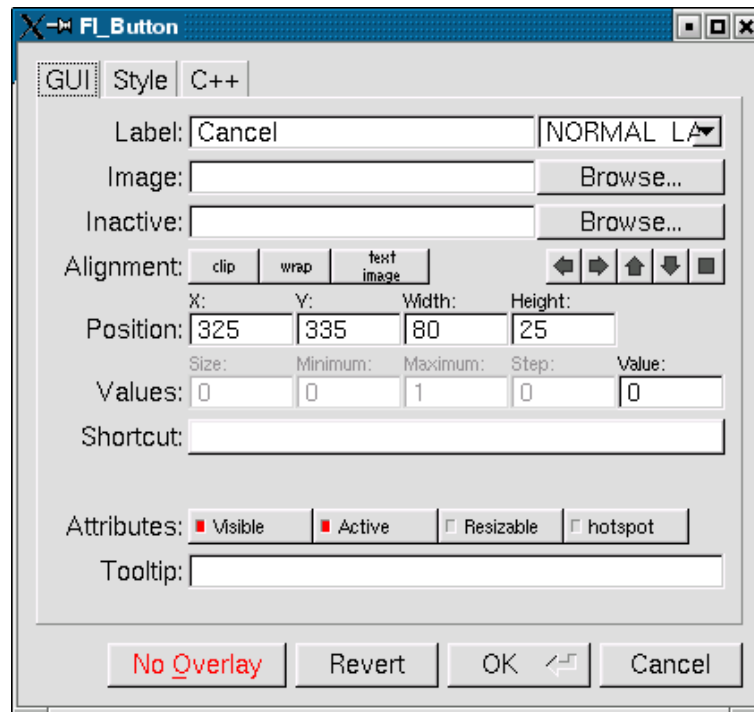 Fl_Button
GUI Style C++
Label: Cancel NORMAL LA
Image: Browse...
Inactive: Browse...
Alignment: clip wrap text image
X: Y: Width: Height:
Position: 325 335 80 25
Size: Minimum: Maximum: Step: Value:
Values: 0 0 1 0 0
Shortcut:
Attributes: Visible Active Resizable hotspot
Tooltip:
No Overlay Revert OK Cancel